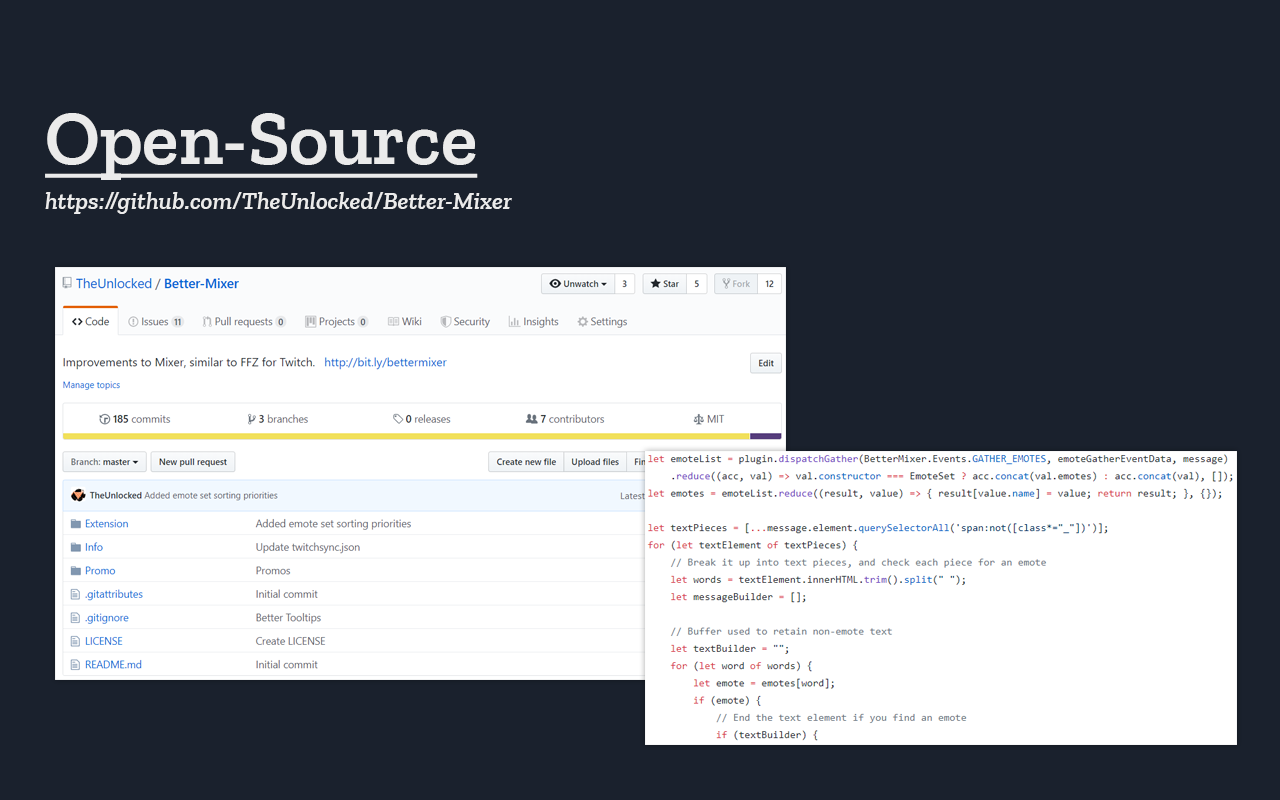 Open-Source
https://github.com/TheUnlocked/Better-Mixer
TheUnlocked / Better-Mixer
Unwatch 3 Star 5 Fork 12
Code Issues 11 Pull requests 0 Projects 0 Wiki Security Insights Settings
Improvements to Mixer, similar to FFZ for Twitch. http://bit.ly/bettermixer
Edit
Manage topics
185 commits 3 branches 0 releases 7 contributors MIT
Branch: master New pull request Create new file Upload files Fin
TheUnlocked Added emote set sorting priorities Latest
Extension Added emote set sorting priorities
Info Update twitchsync.json
Promo Promos
.gitattributes Initial commit
.gitignore Better Tooltips
LICENSE Create LICENSE
README.md Initial commit
let emoteList = plugin.dispatchGather(BetterMixer.Events.GATHER_EMOTES, emoteGatherEventData, message)
.reduce((acc, val) => val.constructor === EmoteSet ? acc.concat(val.emotes) : acc.concat(val), []);
let emotes = emoteList.reduce((result, value) => { result[value.name] = value; return result; }, {});
let textPieces = [...message.element.querySelectorAll('span:not([class*="_"])')];
for (let textElement of textPieces) {
// Break it up into text pieces, and check each piece for an emote
let words = textElement.innerHTML.trim().split(" ");
let messageBuilder = [];
// Buffer used to retain non-emote text
let textBuilder = "";
for (let word of words) {
let emote = emotes[word];
if (emote) {
// End the text element if you find an emote
if (textBuilder) {